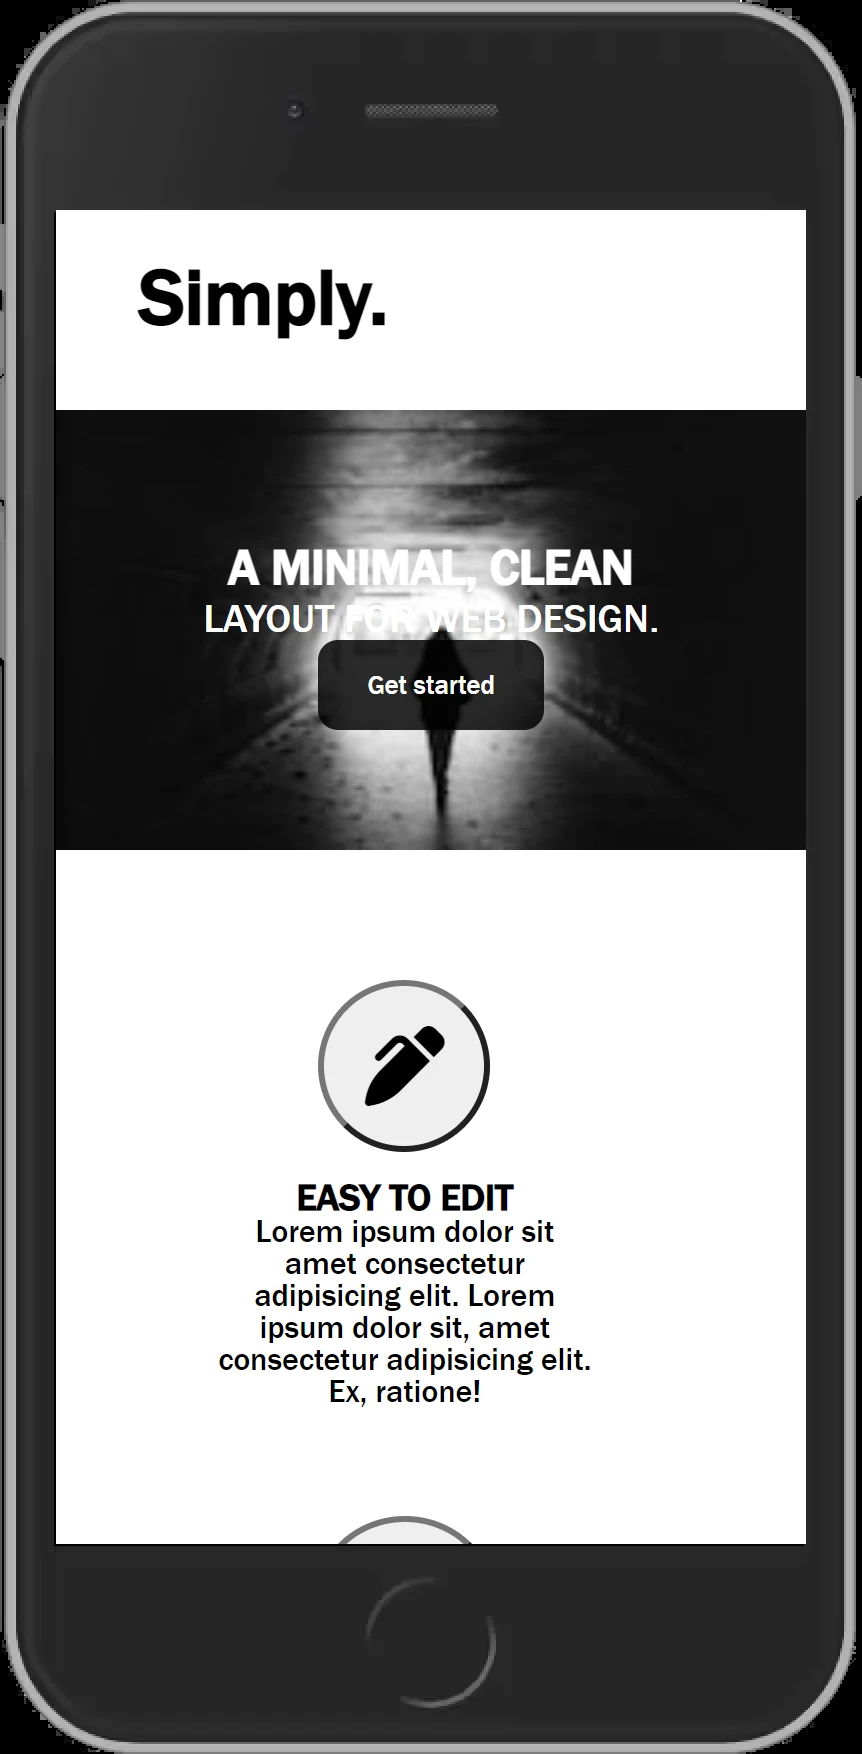 Simply.
A MINIMAL, CLEAN
LAYOUT FOR WEB DESIGN.
Get started
EASY TO EDIT
Lorem ipsum dolor sit
amet consectetur
adipisicing elit. Lorem
ipsum dolor sit, amet
consectetur adipisicing elit.
Ex, ratione!